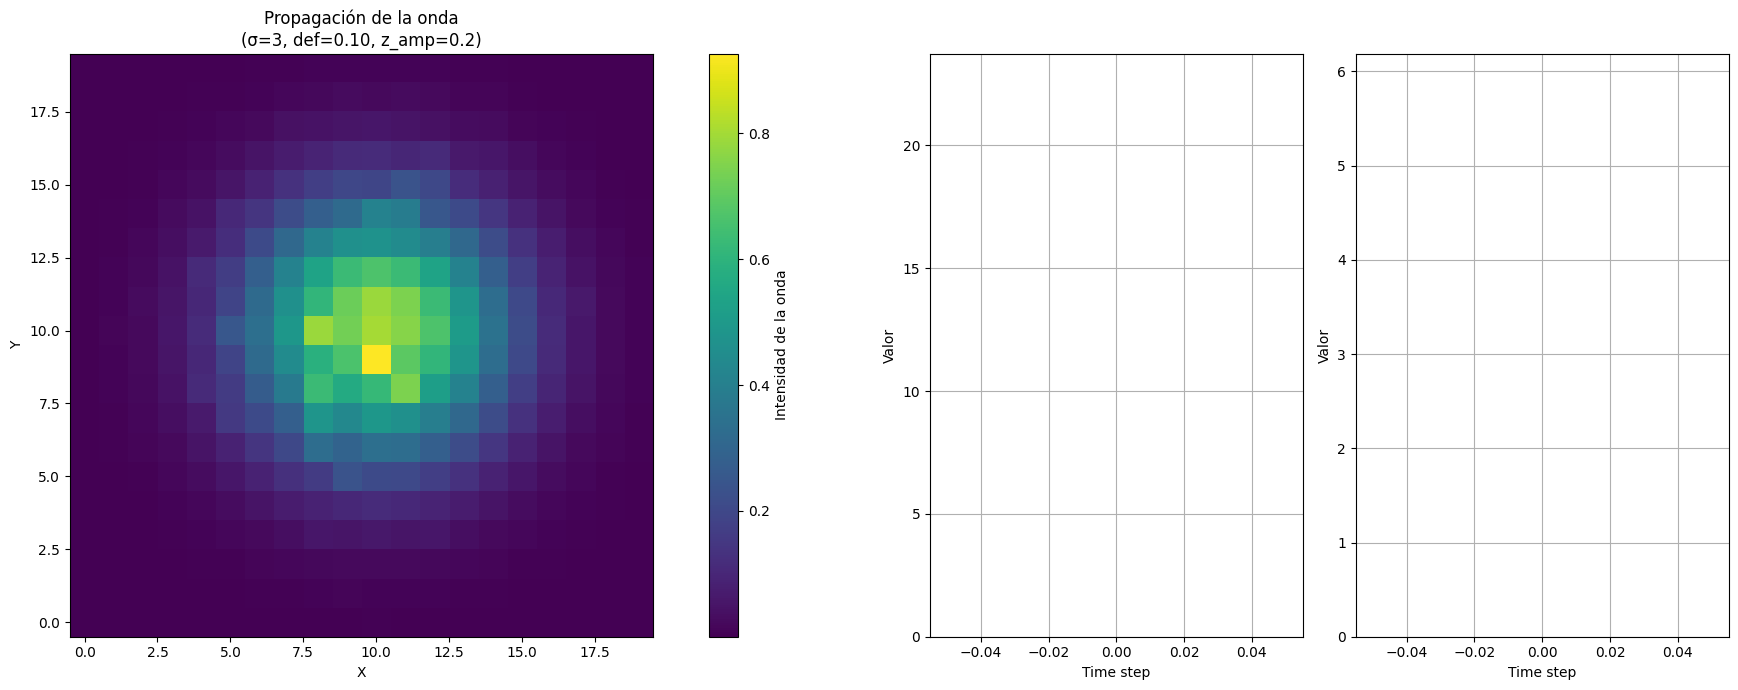 Propagación de la onda
(σ=3, def=0.10, z_amp=0.2)
17.5
15.0
12.5
10.0
7.5
5.0
2.5
0.0
Y
0.0 2.5 5.0 7.5 10.0 12.5 15.0 17.5
X
0.8
0.6
0.4
0.2
Intensidad de la onda
20
15
10
5
0
Valor
−0.04 −0.02 0.00 0.02 0.04
Time step
6
5
4
3
2
1
0
Valor
−0.04 −0.02 0.00 0.02 0.04
Time step